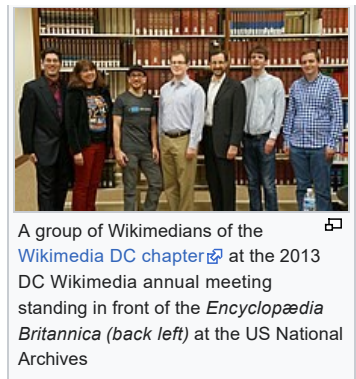 A group of Wikimedians of the
Wikimedia DC chapter at the 2013
DC Wikimedia annual meeting
standing in front of the Encyclopædia
Britannica (back left) at the US National
Archives